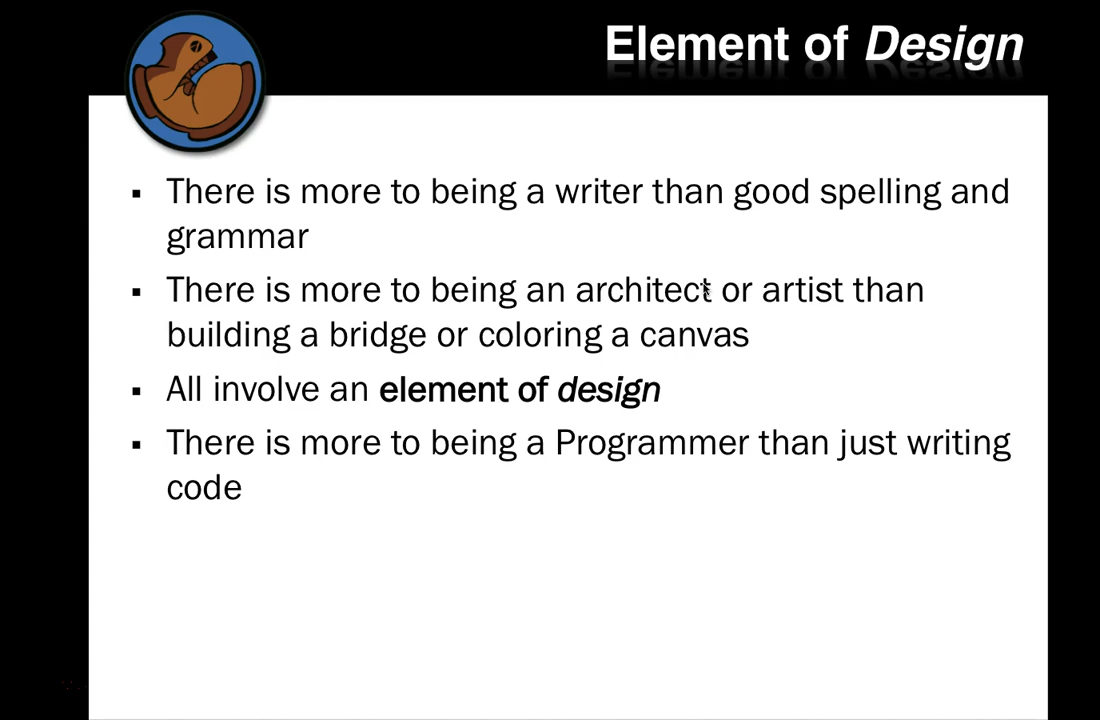 Element of Design
▪ There is more to being a writer than good spelling and
grammar
▪ There is more to being an architect or artist than
building a bridge or coloring a canvas
▪ All involve an element of design
▪ There is more to being a Programmer than just writing
code